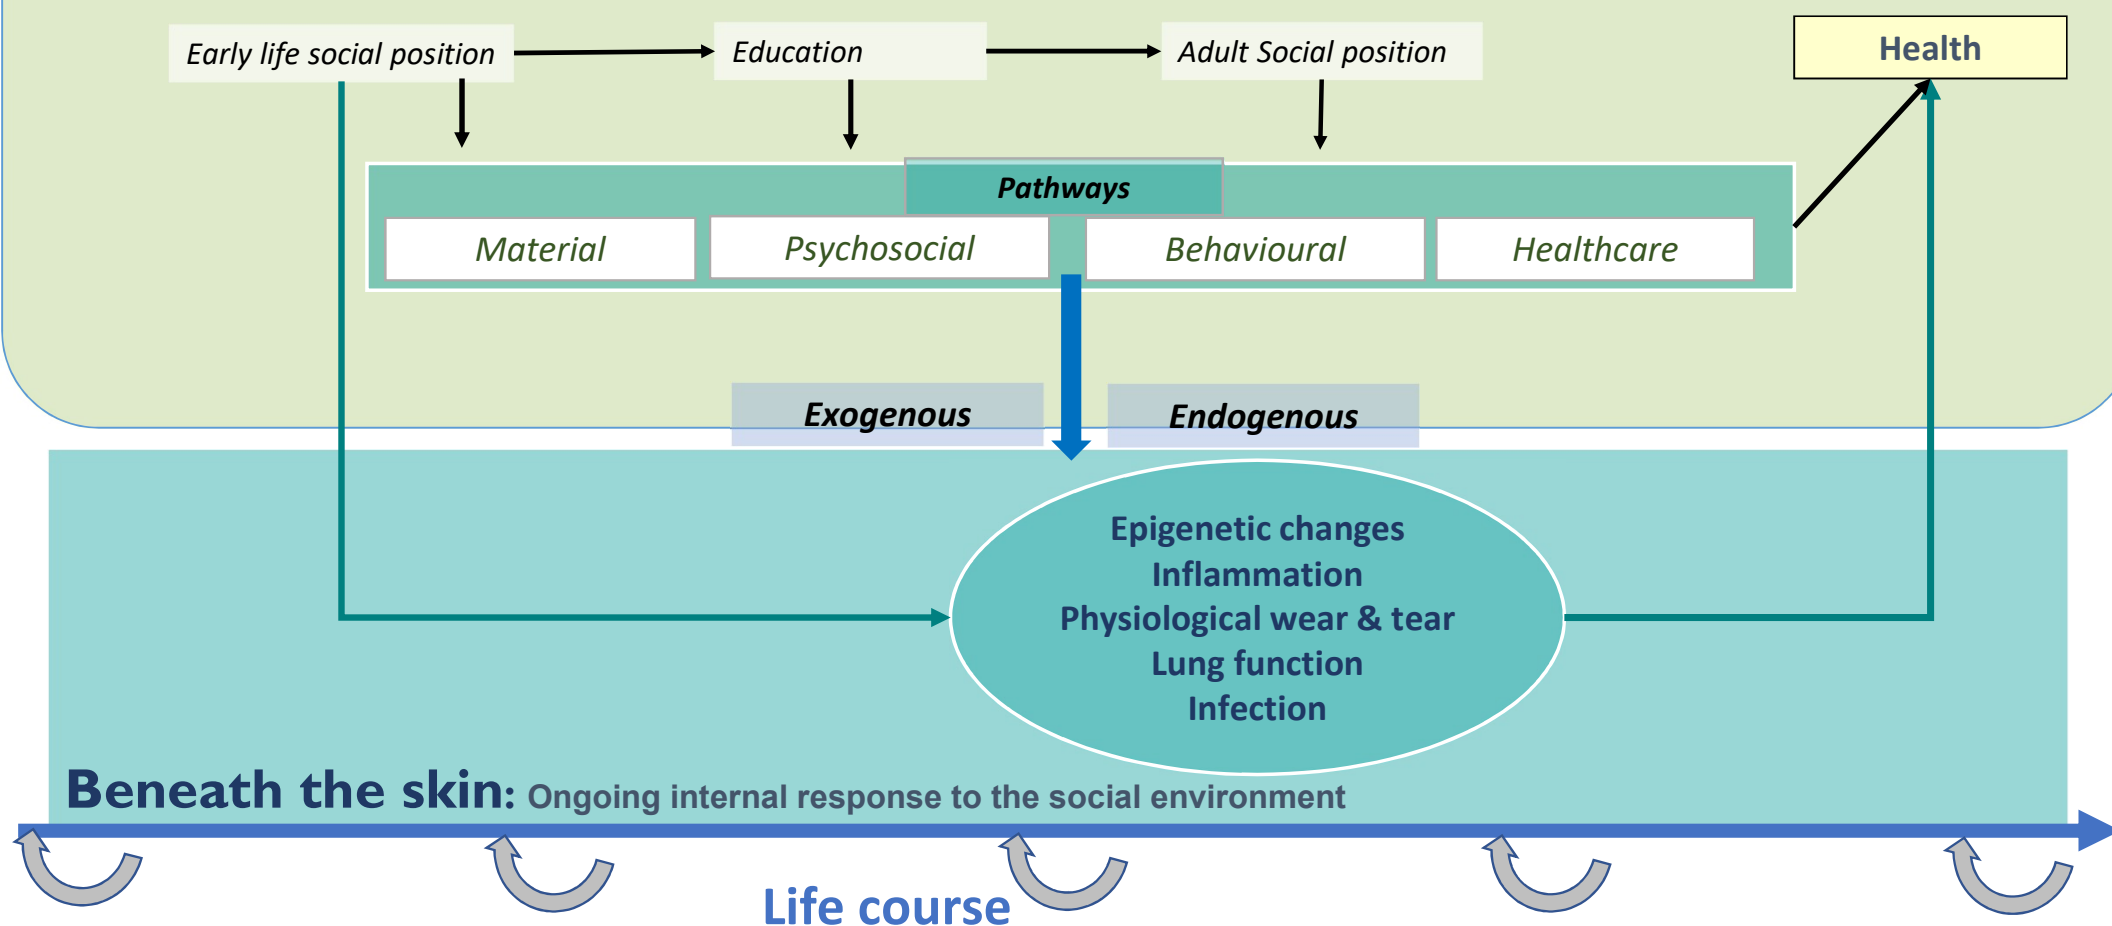 Early life social position
Education
Adult Social position
Health
Pathways
Material
Psychosocial
Behavioural
Healthcare
Exogenous
Endogenous
Epigenetic changes
Inflammation
Physiological wear & tear
Lung function
Infection
Beneath the skin: Ongoing internal response to the social environment
Life course